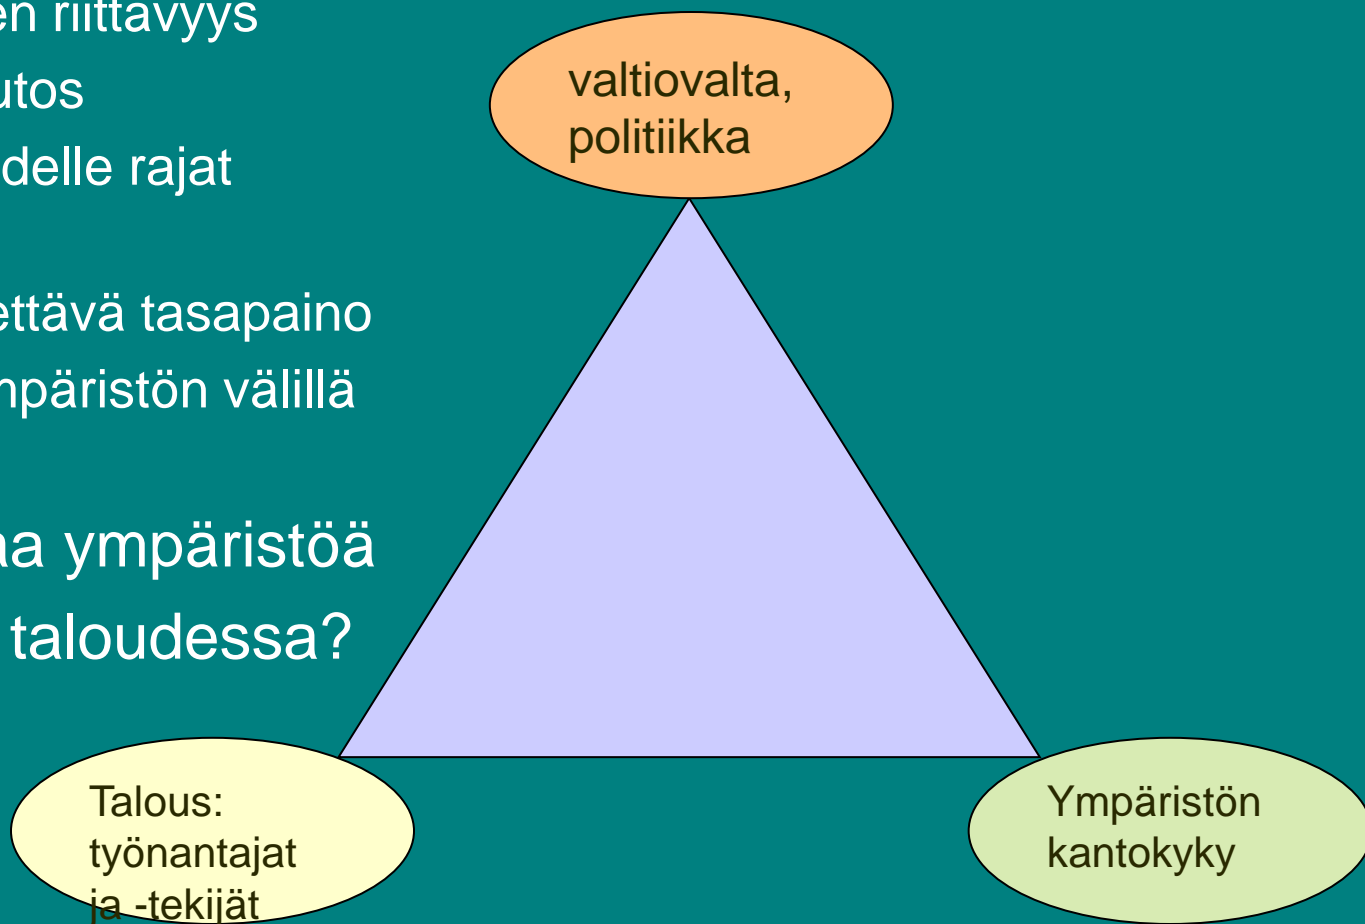 en riittävyys
utos
delle rajat
ettävä tasapaino
mpäristön välillä
aa ympäristöä
taloudessa?
valtiovalta,
politiikka
Talous:
työnantajat
ja -tekijät
Ympäristön
kantokyky